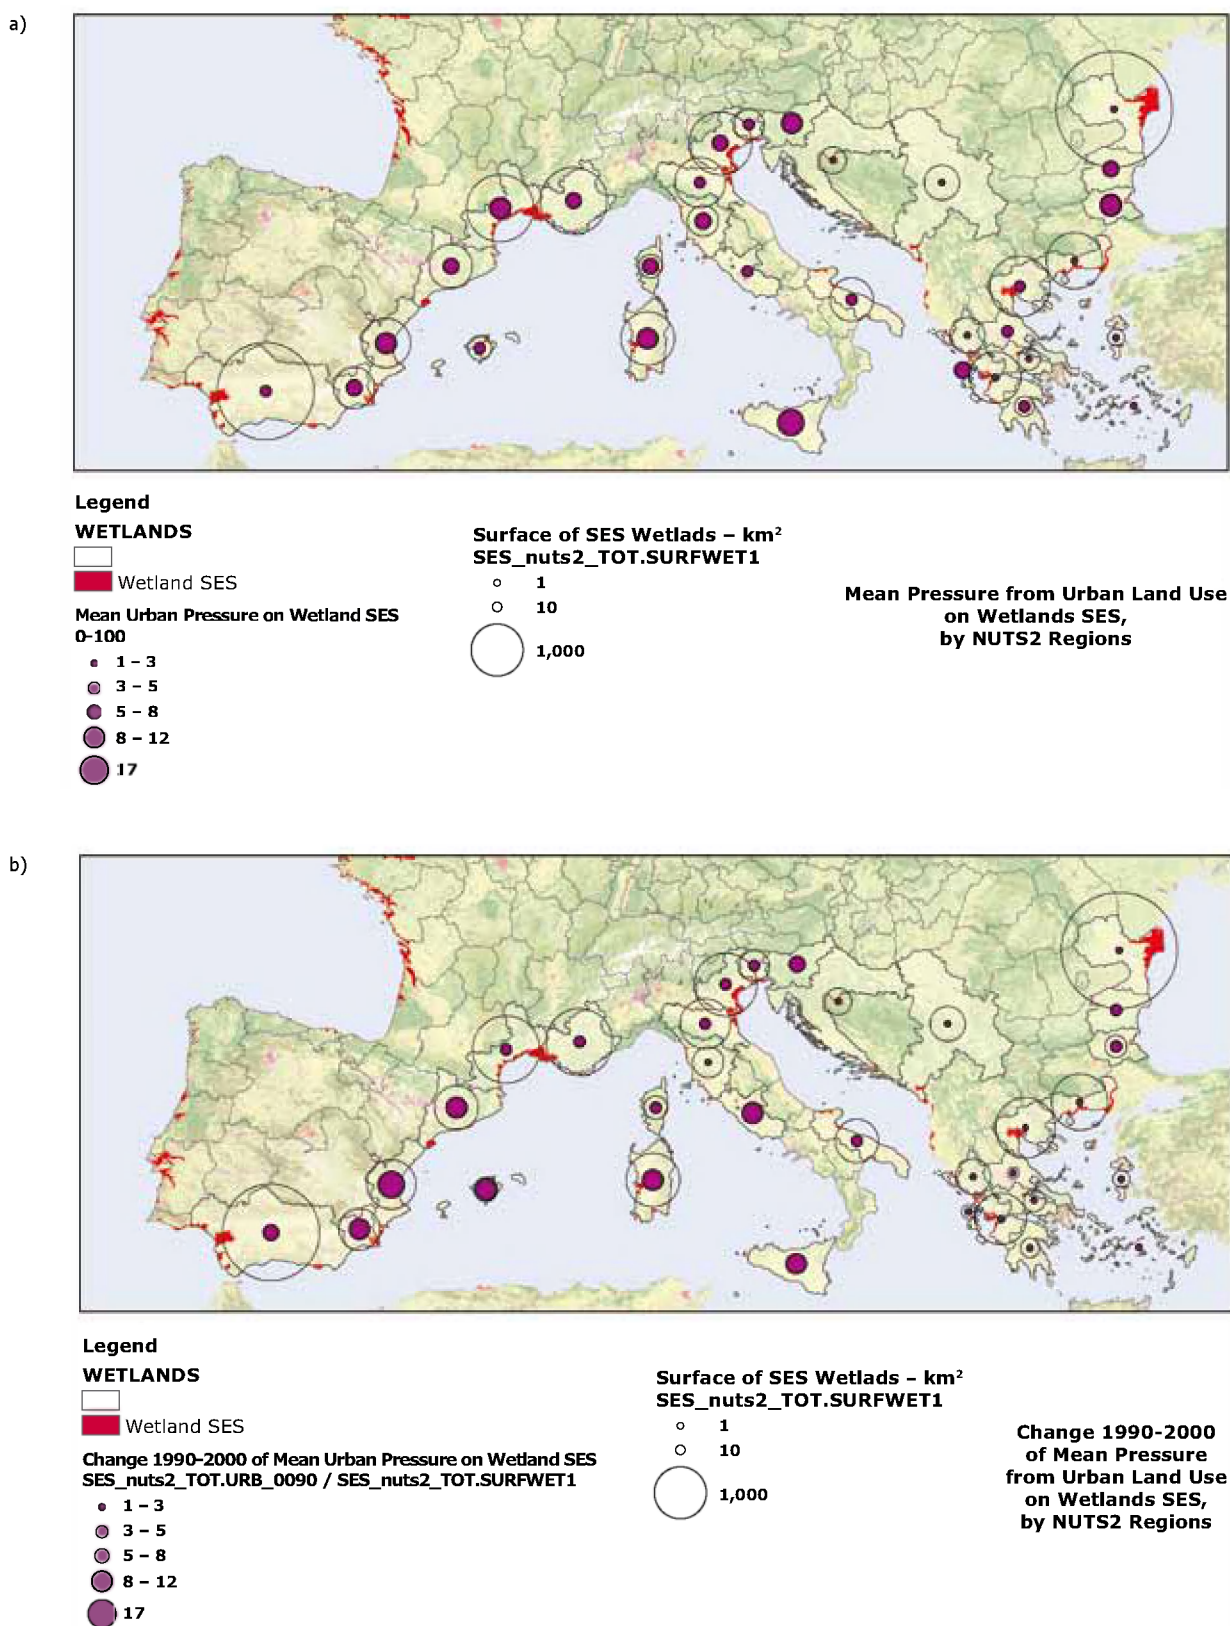 a)
Legend
WETLANDS
Wetland SES
Mean Urban Pressure on Wetland SES
0-100
1 – 3
3 – 5
5 – 8
8 – 12
17
Surface of SES Wetlads – km²
SES_nuts2_TOT.SURFWET1
1
10
1,000
Mean Pressure from Urban Land Use
on Wetlands SES,
by NUTS2 Regions
b)
Legend
WETLANDS
Wetland SES
Change 1990-2000 of Mean Urban Pressure on Wetland SES
SES_nuts2_TOT.URB_0090 / SES_nuts2_TOT.SURFWET1
1 – 3
3 – 5
5 – 8
8 – 12
17
Surface of SES Wetlads – km²
SES_nuts2_TOT.SURFWET1
1
10
1,000
Change 1990-2000
of Mean Pressure
from Urban Land Use
on Wetlands SES,
by NUTS2 Regions